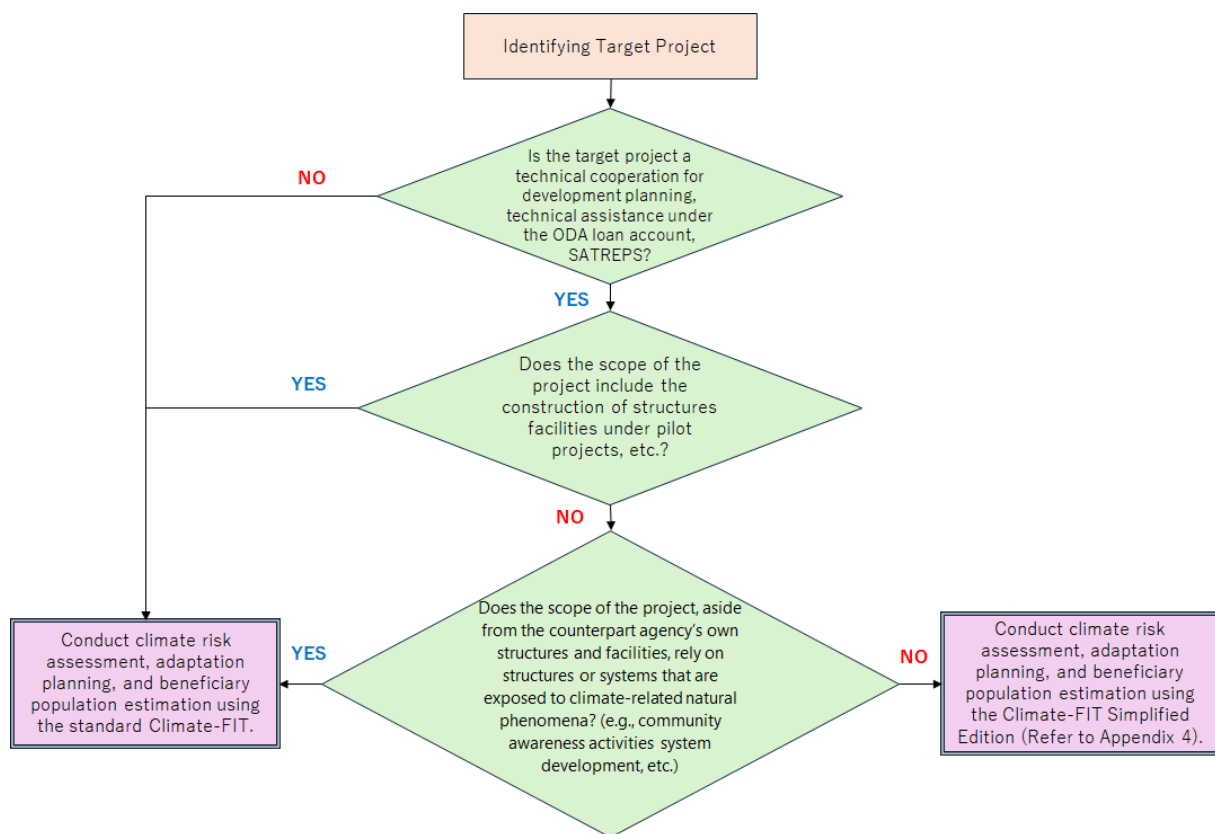 Identifying Target Project
Is the target project a
technical cooperation for
development planning,
technical assistance under
the ODA loan account,
SATREPS?
NO
YES
Does the scope of the
project include the
construction of structures
facilities under pilot
projects, etc.?
YES
NO
Does the scope of the project, aside
from the counterpart agency's own
structures and facilities, rely on
structures or systems that are
exposed to climate-related natural
phenomena? (e.g., community
awareness activities system
development, etc.)
YES
Conduct climate risk
assessment, adaptation
planning, and beneficiary
population estimation using
the standard Climate-FIT.
NO
Conduct climate risk
assessment, adaptation
planning, and beneficiary
population estimation using
the Climate-FIT Simplified
Edition (Refer to Appendix 4).